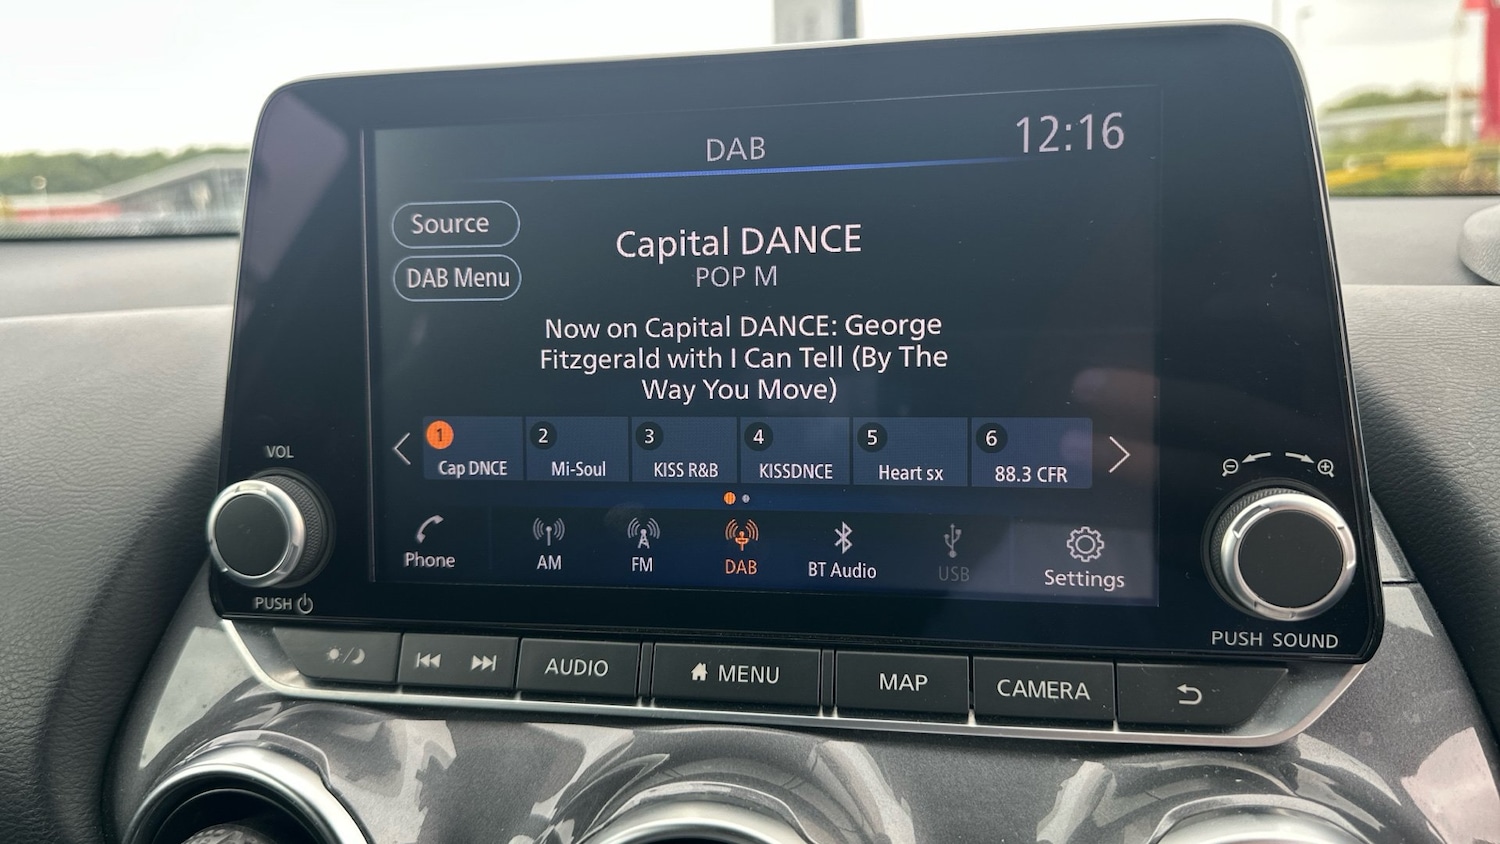 DAB
12:16
Source
DAB Menu
Capital DANCE
POP M
Now on Capital DANCE: George
Fitzgerald with I Can Tell (By The
Way You Move)
1 Cap DNCE
2 Mi-Soul
3 KISS R&B
4 KISSDNCE
5 Heart sx
6 88.3 CFR
Phone
AM
FM
DAB
BT Audio
USB
Settings
VOL
PUSH
PUSH SOUND
AUDIO
MENU
MAP
CAMERA